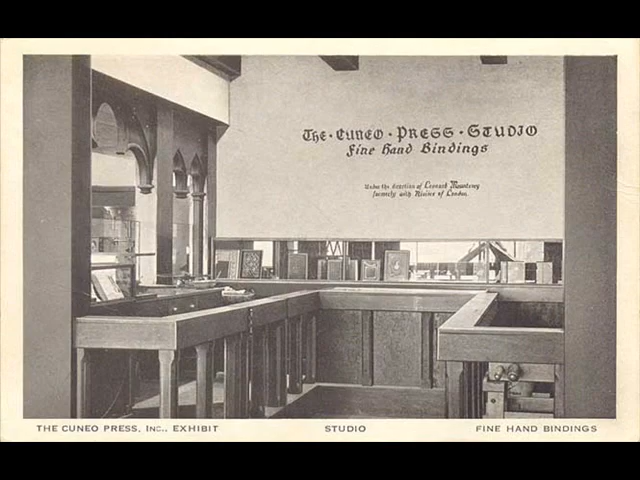 The · Cuneo · Press · Studio
Fine Hand Bindings
Under the direction of Leonard Mounteney
formerly with Riviere of London.
THE CUNEO PRESS, INC., EXHIBIT
STUDIO
FINE HAND BINDINGS